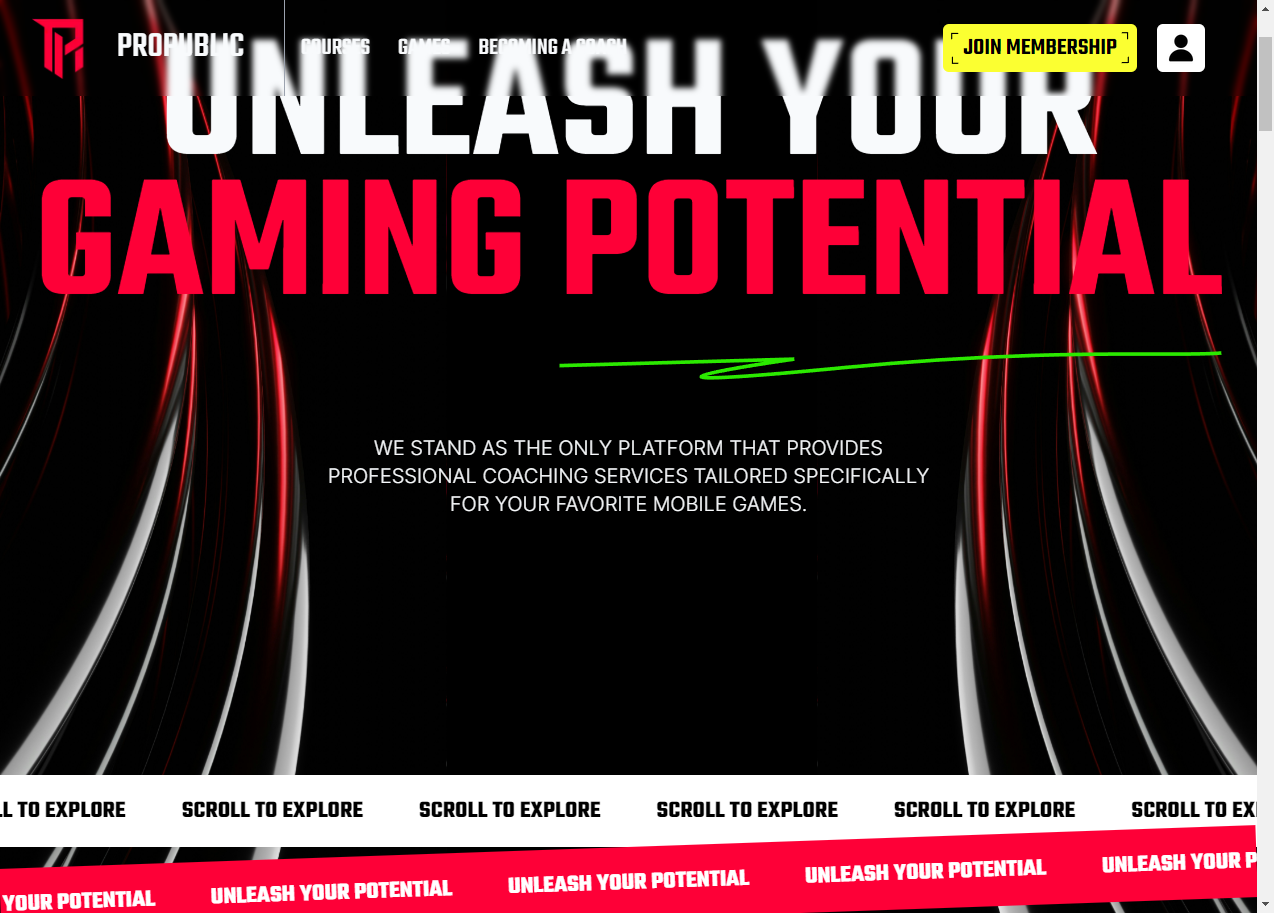 PROPUBLIC
COURSES GAMES BECOMING A COACH
JOIN MEMBERSHIP
UNLEASH YOUR
GAMING POTENTIAL
WE STAND AS THE ONLY PLATFORM THAT PROVIDES
PROFESSIONAL COACHING SERVICES TAILORED SPECIFICALLY
FOR YOUR FAVORITE MOBILE GAMES.
LL TO EXPLORE SCROLL TO EXPLORE SCROLL TO EXPLORE SCROLL TO EXPLORE SCROLL TO EXPLORE SCROLL TO EX
YOUR POTENTIAL UNLEASH YOUR POTENTIAL UNLEASH YOUR POTENTIAL UNLEASH YOUR POTENTIAL UNLEASH YOUR P